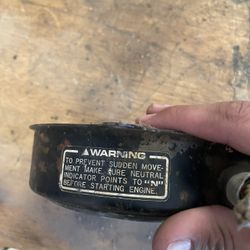 ⚠WARNING
TO PREVENT SUDDEN MOVE-
MENT MAKE SURE NEUTRAL
INDICATOR POINTS TO "N"
BEFORE STARTING ENGINE.